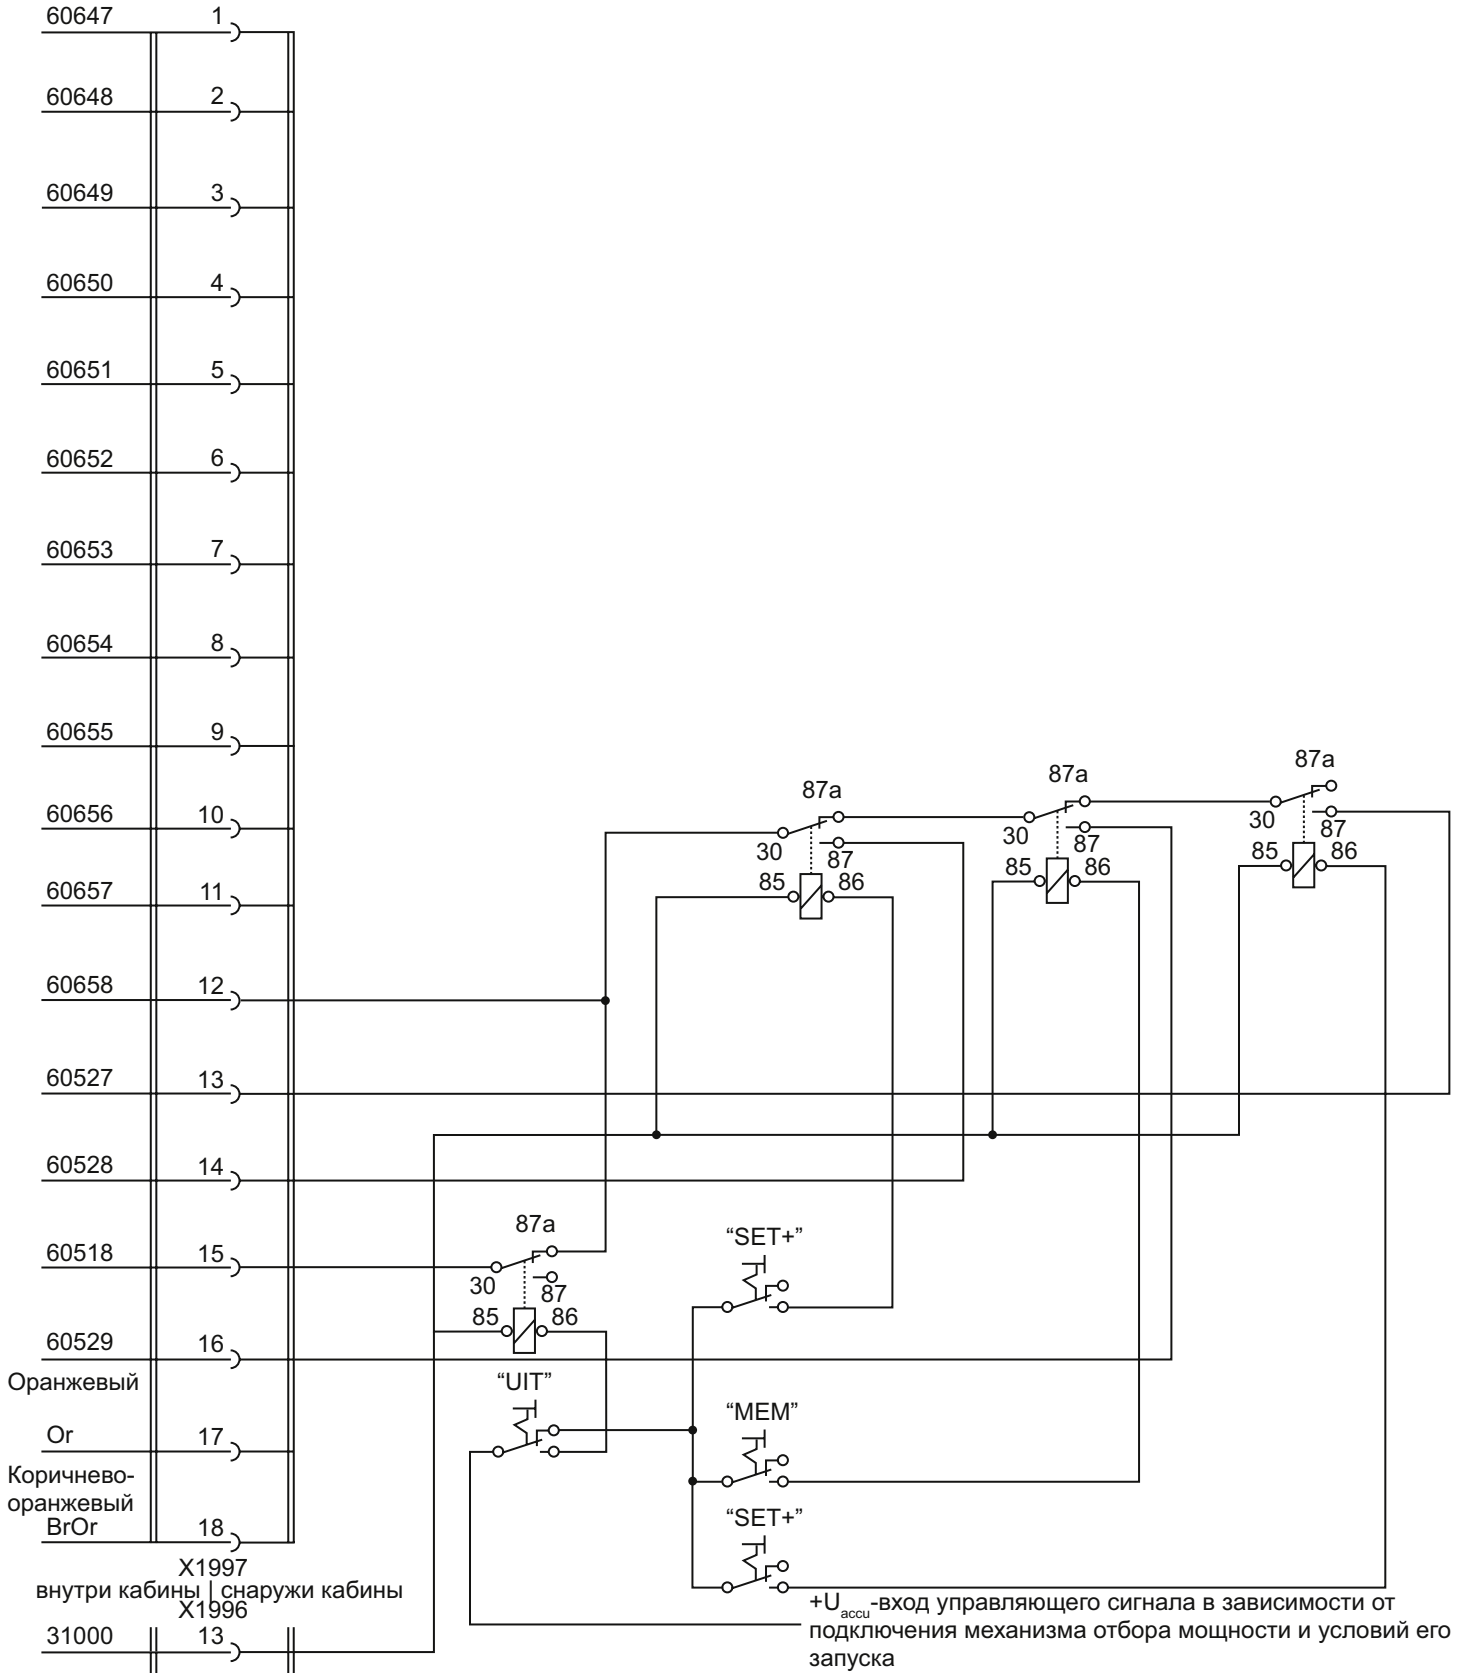 60647 1
60648 2
60649 3
60650 4
60651 5
60652 6
60653 7
60654 8
60655 9
87a
87a
87a
60656 10
30 87
30 87
30 87
85 86
85 86
85 86
60657 11
60658 12
60527 13
60528 14
87a
“SET+”
60518 15
30 87
85 86
60529 16
Оранжевый
“UIT”
“MEM”
Or 17
Коричнево-
оранжевый
BrOr 18
“SET+”
X1997
внутри кабины | снаружи кабины
X1996
31000 13
+Uaccu-вход управляющего сигнала в зависимости от
подключения механизма отбора мощности и условий его
запуска